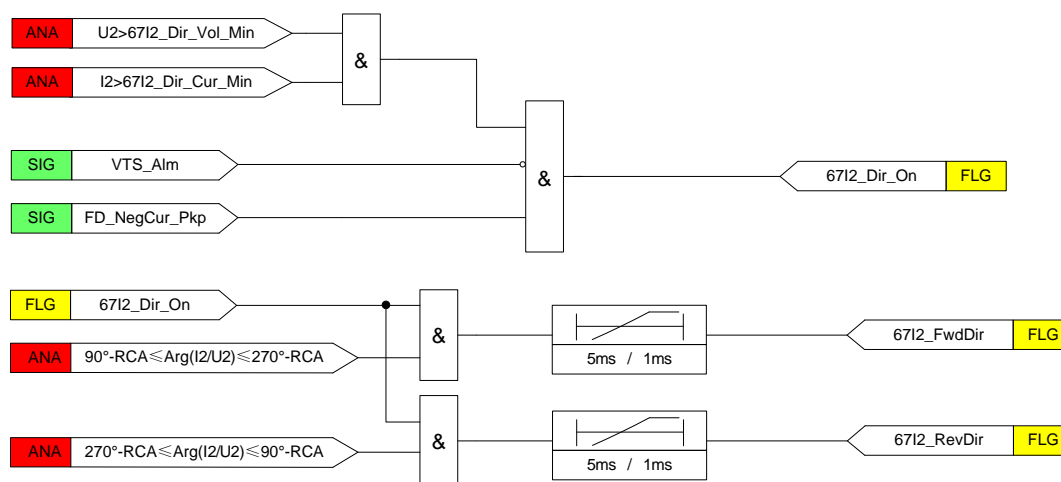 ANA U2>67I2_Dir_Vol_Min
&
ANA I2>67I2_Dir_Cur_Min
SIG VTS_Alm
&
67I2_Dir_On FLG
SIG FD_NegCur_Pkp
FLG 67I2_Dir_On
&
67I2_FwdDir FLG
ANA 90°-RCA≤Arg(I2/U2)≤270°-RCA
5ms / 1ms
&
67I2_RevDir FLG
ANA 270°-RCA≤Arg(I2/U2)≤90°-RCA
5ms / 1ms